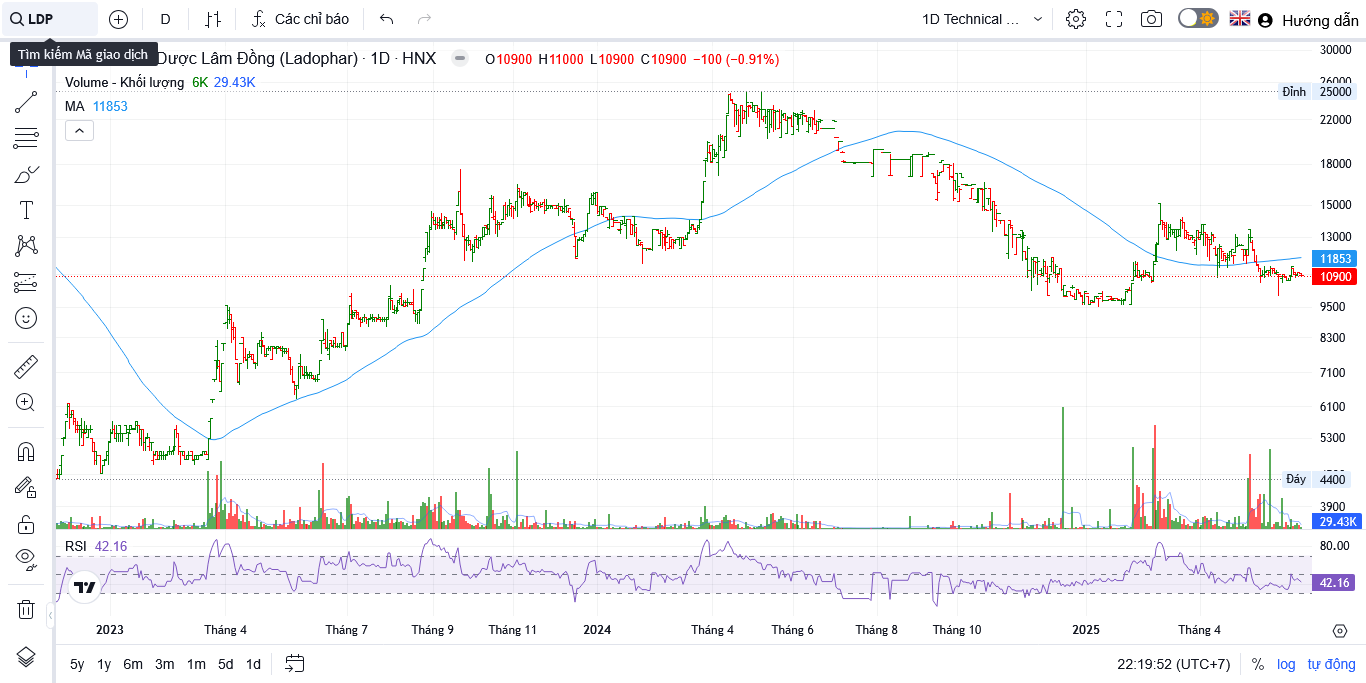 LDP
D
Các chỉ báo
1D Technical ...
Hướng dẫn
Tìm kiếm Mã giao dịch
Dược Lâm Đồng (Ladophar) · 1D · HNX
O10900 H11000 L10900 C10900 −100 (−0.91%)
Volume - Khối lượng 6K 29.43K
MA 11853
30000
26000
Đỉnh 25000
22000
18000
15000
13000
11853
10900
9500
8300
7100
6100
5300
Đáy 4400
3900
29.43K
RSI 42.16
80.00
42.16
2023 Tháng 4 Tháng 7 Tháng 9 Tháng 11 2024 Tháng 4 Tháng 6 Tháng 8 Tháng 10 2025 Tháng 4
5y 1y 6m 3m 1m 5d 1d
22:19:52 (UTC+7) % log tự động